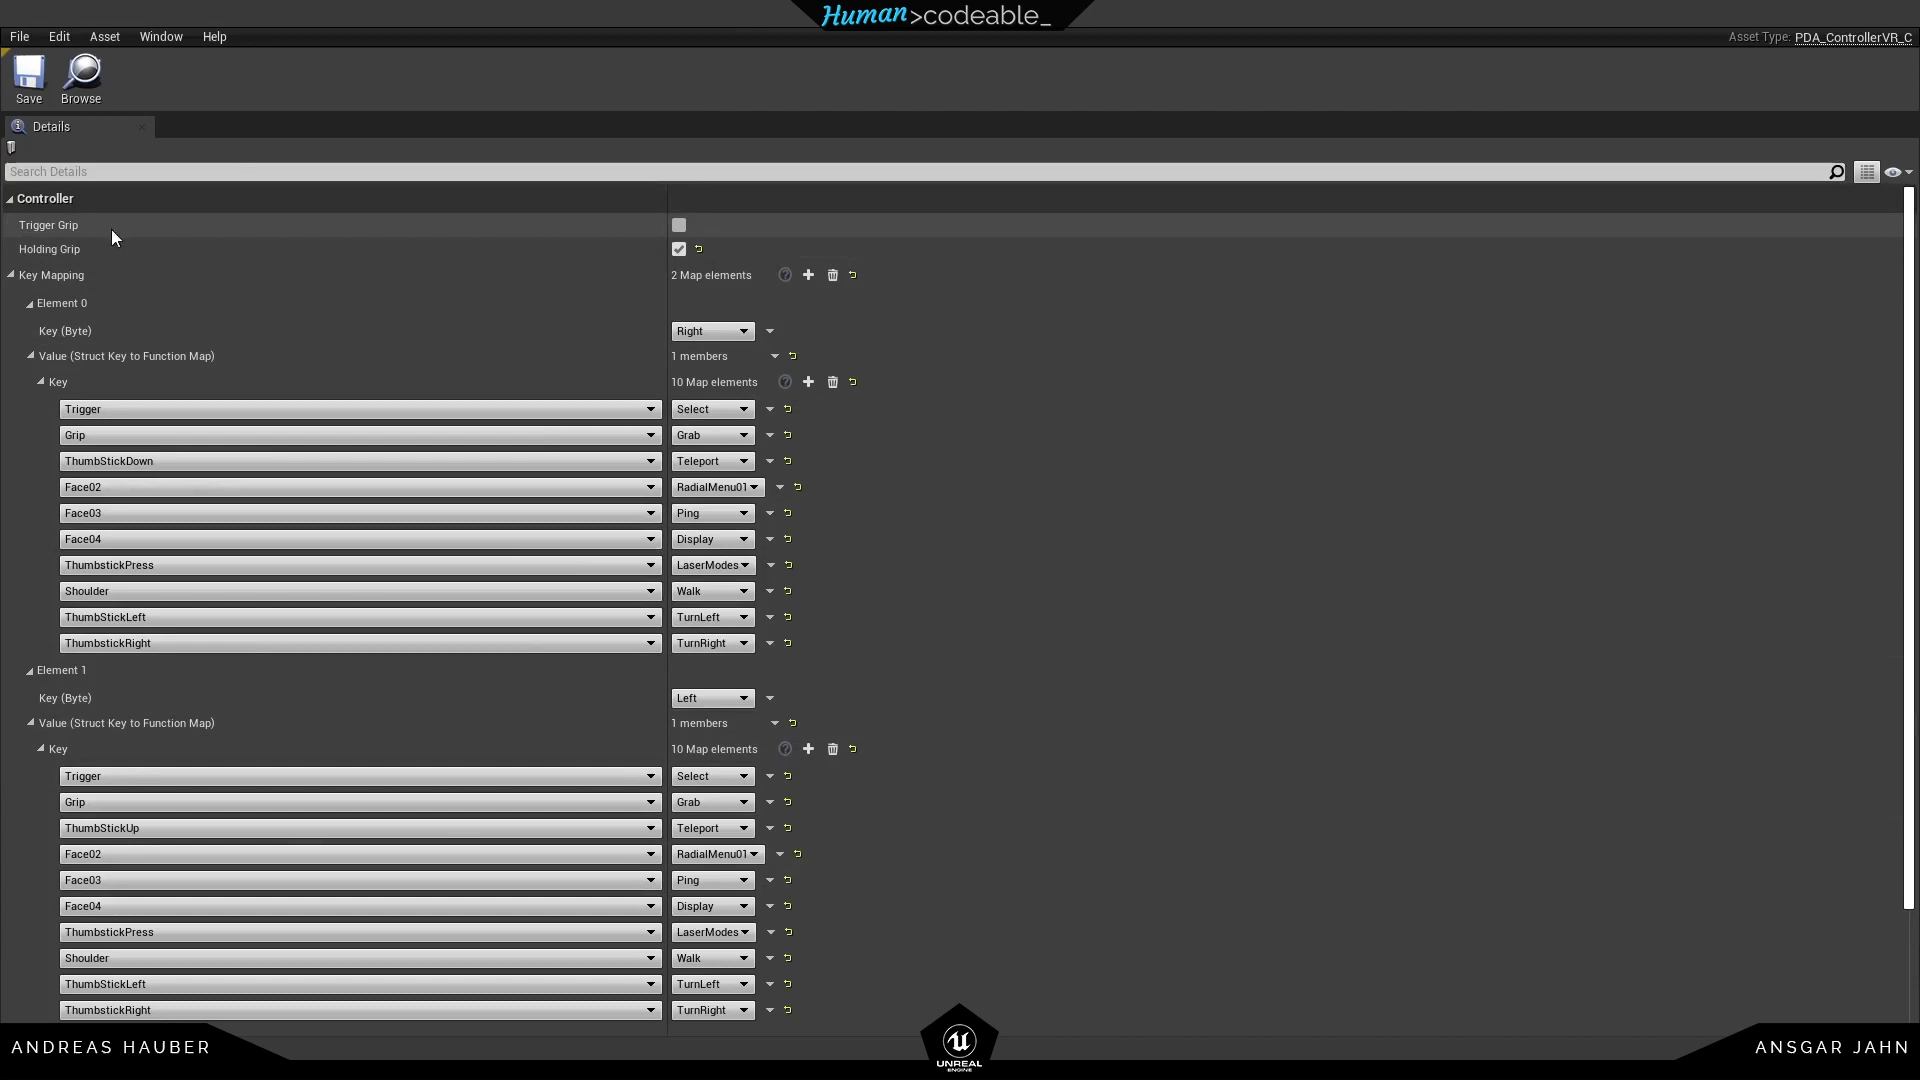 Human>codeable_
File Edit Asset Window Help
Asset Type: PDA_ControllerVR_C
Save Browse
Details
Search Details
Controller
Trigger Grip
Holding Grip
Key Mapping 2 Map elements
Element 0
Key (Byte) Right
Value (Struct Key to Function Map) 1 members
Key 10 Map elements
Trigger Select
Grip Grab
ThumbStickDown Teleport
Face02 RadialMenu01
Face03 Ping
Face04 Display
ThumbstickPress LaserModes
Shoulder Walk
ThumbStickLeft TurnLeft
ThumbstickRight TurnRight
Element 1
Key (Byte) Left
Value (Struct Key to Function Map) 1 members
Key 10 Map elements
Trigger Select
Grip Grab
ThumbStickUp Teleport
Face02 RadialMenu01
Face03 Ping
Face04 Display
ThumbstickPress LaserModes
Shoulder Walk
ThumbStickLeft TurnLeft
ThumbstickRight TurnRight
ANDREAS HAUBER
UNREAL
ENGINE
ANSGAR JAHN